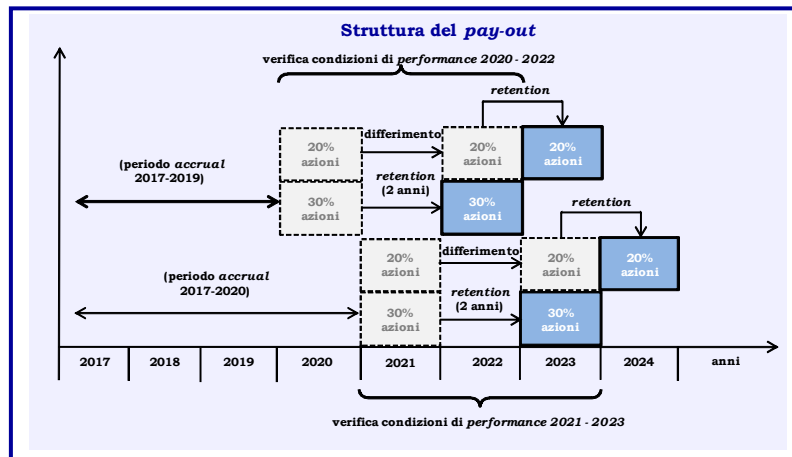 Struttura del pay-out
verifica condizioni di performance 2020 - 2022
retention
differimento
20%
azioni
20%
azioni
20%
azioni
(periodo accrual
2017-2019)
retention
(2 anni)
30%
azioni
30%
azioni
retention
differimento
20%
azioni
20%
azioni
20%
azioni
(periodo accrual
2017-2020)
retention
(2 anni)
30%
azioni
30%
azioni
2017 2018 2019 2020 2021 2022 2023 2024 anni
verifica condizioni di performance 2021 - 2023